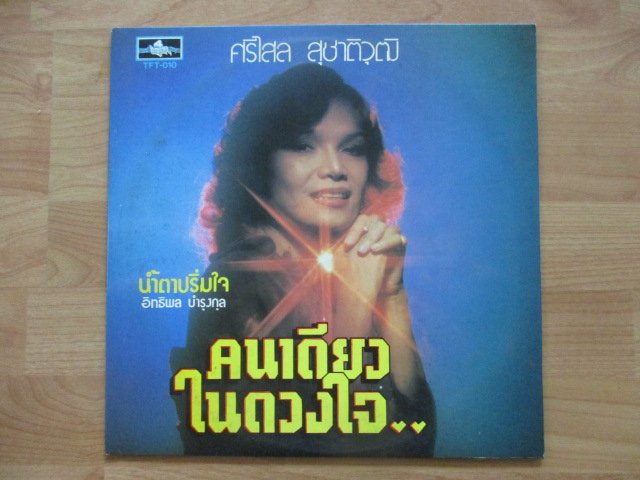 TFT-010
ศรีไสล สุชาติวุฒิ
น้ำตาปริ่มใจ
อิทธิพล บำรุงกุล
คนเดียว
ในดวงใจ..